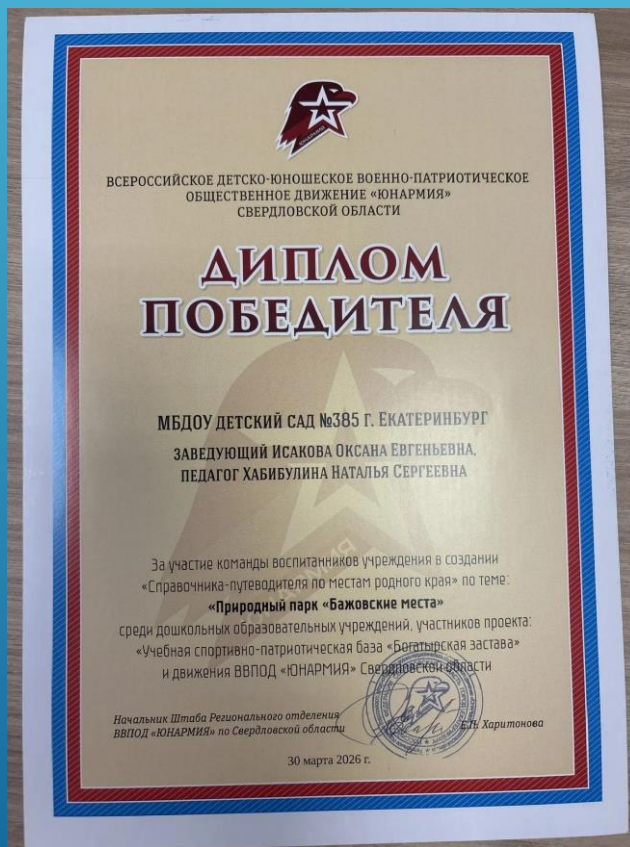 ЮНАРМИЯ
ВСЕРОССИЙСКОЕ ДЕТСКО-ЮНОШЕСКОЕ ВОЕННО-ПАТРИОТИЧЕСКОЕ
ОБЩЕСТВЕННОЕ ДВИЖЕНИЕ «ЮНАРМИЯ»
СВЕРДЛОВСКОЙ ОБЛАСТИ
ДИПЛОМ
ПОБЕДИТЕЛЯ
МБДОУ ДЕТСКИЙ САД №385 Г. ЕКАТЕРИНБУРГ
ЗАВЕДУЮЩИЙ ИСАКОВА ОКСАНА ЕВГЕНЬЕВНА,
ПЕДАГОГ ХАБИБУЛИНА НАТАЛЬЯ СЕРГЕЕВНА
За участие команды воспитанников учреждения в создании
«Справочника-путеводителя по местам родного края» по теме:
«Природный парк «Бажовские места»
среди дошкольных образовательных учреждений, участников проекта:
«Учебная спортивно-патриотическая база «Богатырская застава»
и движения ВВПОД «ЮНАРМИЯ» Свердловской области
Начальник Штаба Регионального отделения
ВВПОД «ЮНАРМИЯ» по Свердловской области
Харитонова
30 марта 2026 г.